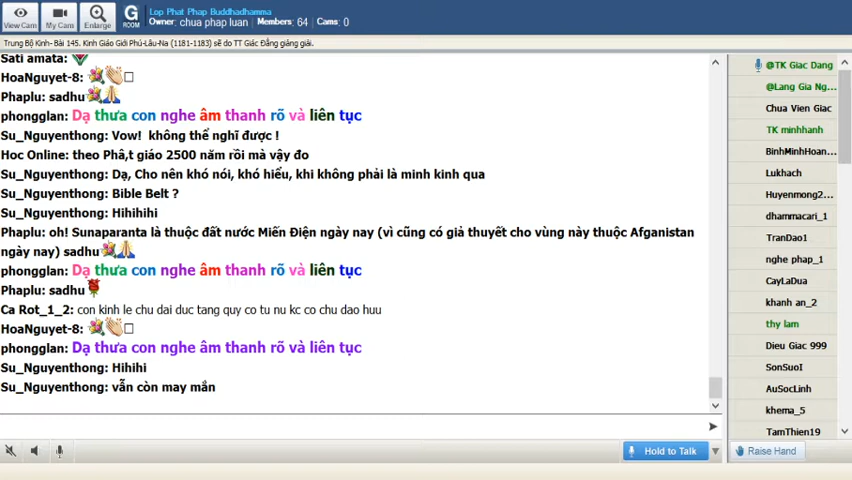 View Cam
My Cam
Enlarge
G
ROOM
Lop Phat Phap Buddhadhamma
Owner: chua phap luan Members: 64 Cams: 0
Trung Bộ Kinh- Bài 145. Kinh Giáo Giới Phú-Lâu-Na (1181-1183) sẽ do TT Giác Đẳng giảng giải.
Sati amata:
HoaNguyet-8:
Phaplu: sadhu
phongglan: Dạ thưa con nghe âm thanh rõ và liên tục
Su_Nguyenthong: Vow! không thể nghĩ được !
Hoc Online: theo Phâ,t giáo 2500 năm rồi mà vậy đo
Su_Nguyenthong: Dạ, Cho nên khó nói, khó hiểu, khi không phải là minh kinh qua
Su_Nguyenthong: Bible Belt ?
Su_Nguyenthong: Hihihihi
Phaplu: oh! Sunaparanta là thuộc đất nước Miến Điện ngày nay (vì cũng có giả thuyết cho vùng này thuộc Afganistan
ngày nay) sadhu
phongglan: Dạ thưa con nghe âm thanh rõ và liên tục
Phaplu: sadhu
Ca Rot_1_2: con kinh le chu dai duc tang quy co tu nu kc co chu dao huu
HoaNguyet-8:
phongglan: Dạ thưa con nghe âm thanh rõ và liên tục
Su_Nguyenthong: Hihihi
Su_Nguyenthong: vẫn còn may mắn
Hold to Talk
@TK Giac Dang
@Lang Gia Ng...
Chua Vien Giac
TK minhhanh
BinhMinhHoan...
Lukhach
Huyenmong2...
dhammacari_1
TranDao1
nghe phap_1
CayLaDua
khanh an_2
thy lam
Dieu Giac 999
SonSuoI
AuSocLinh
khema_5
TamThien19
Raise Hand